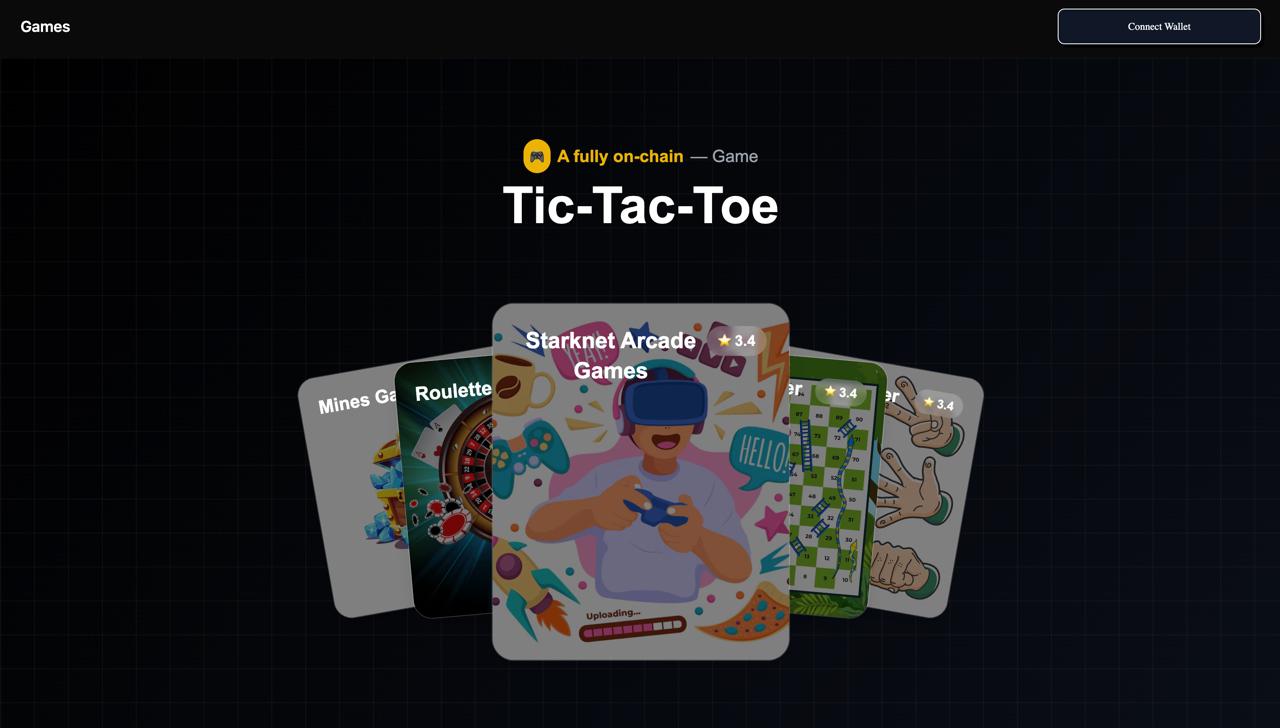 Games
Connect Wallet
A fully on-chain — Game
Tic-Tac-Toe
Starknet Arcade
Games
⭐ 3.4
Mines Ga
Roulette
er
⭐ 3.4
er
⭐ 3.4
YEAH!
HELLO!
Uploading...